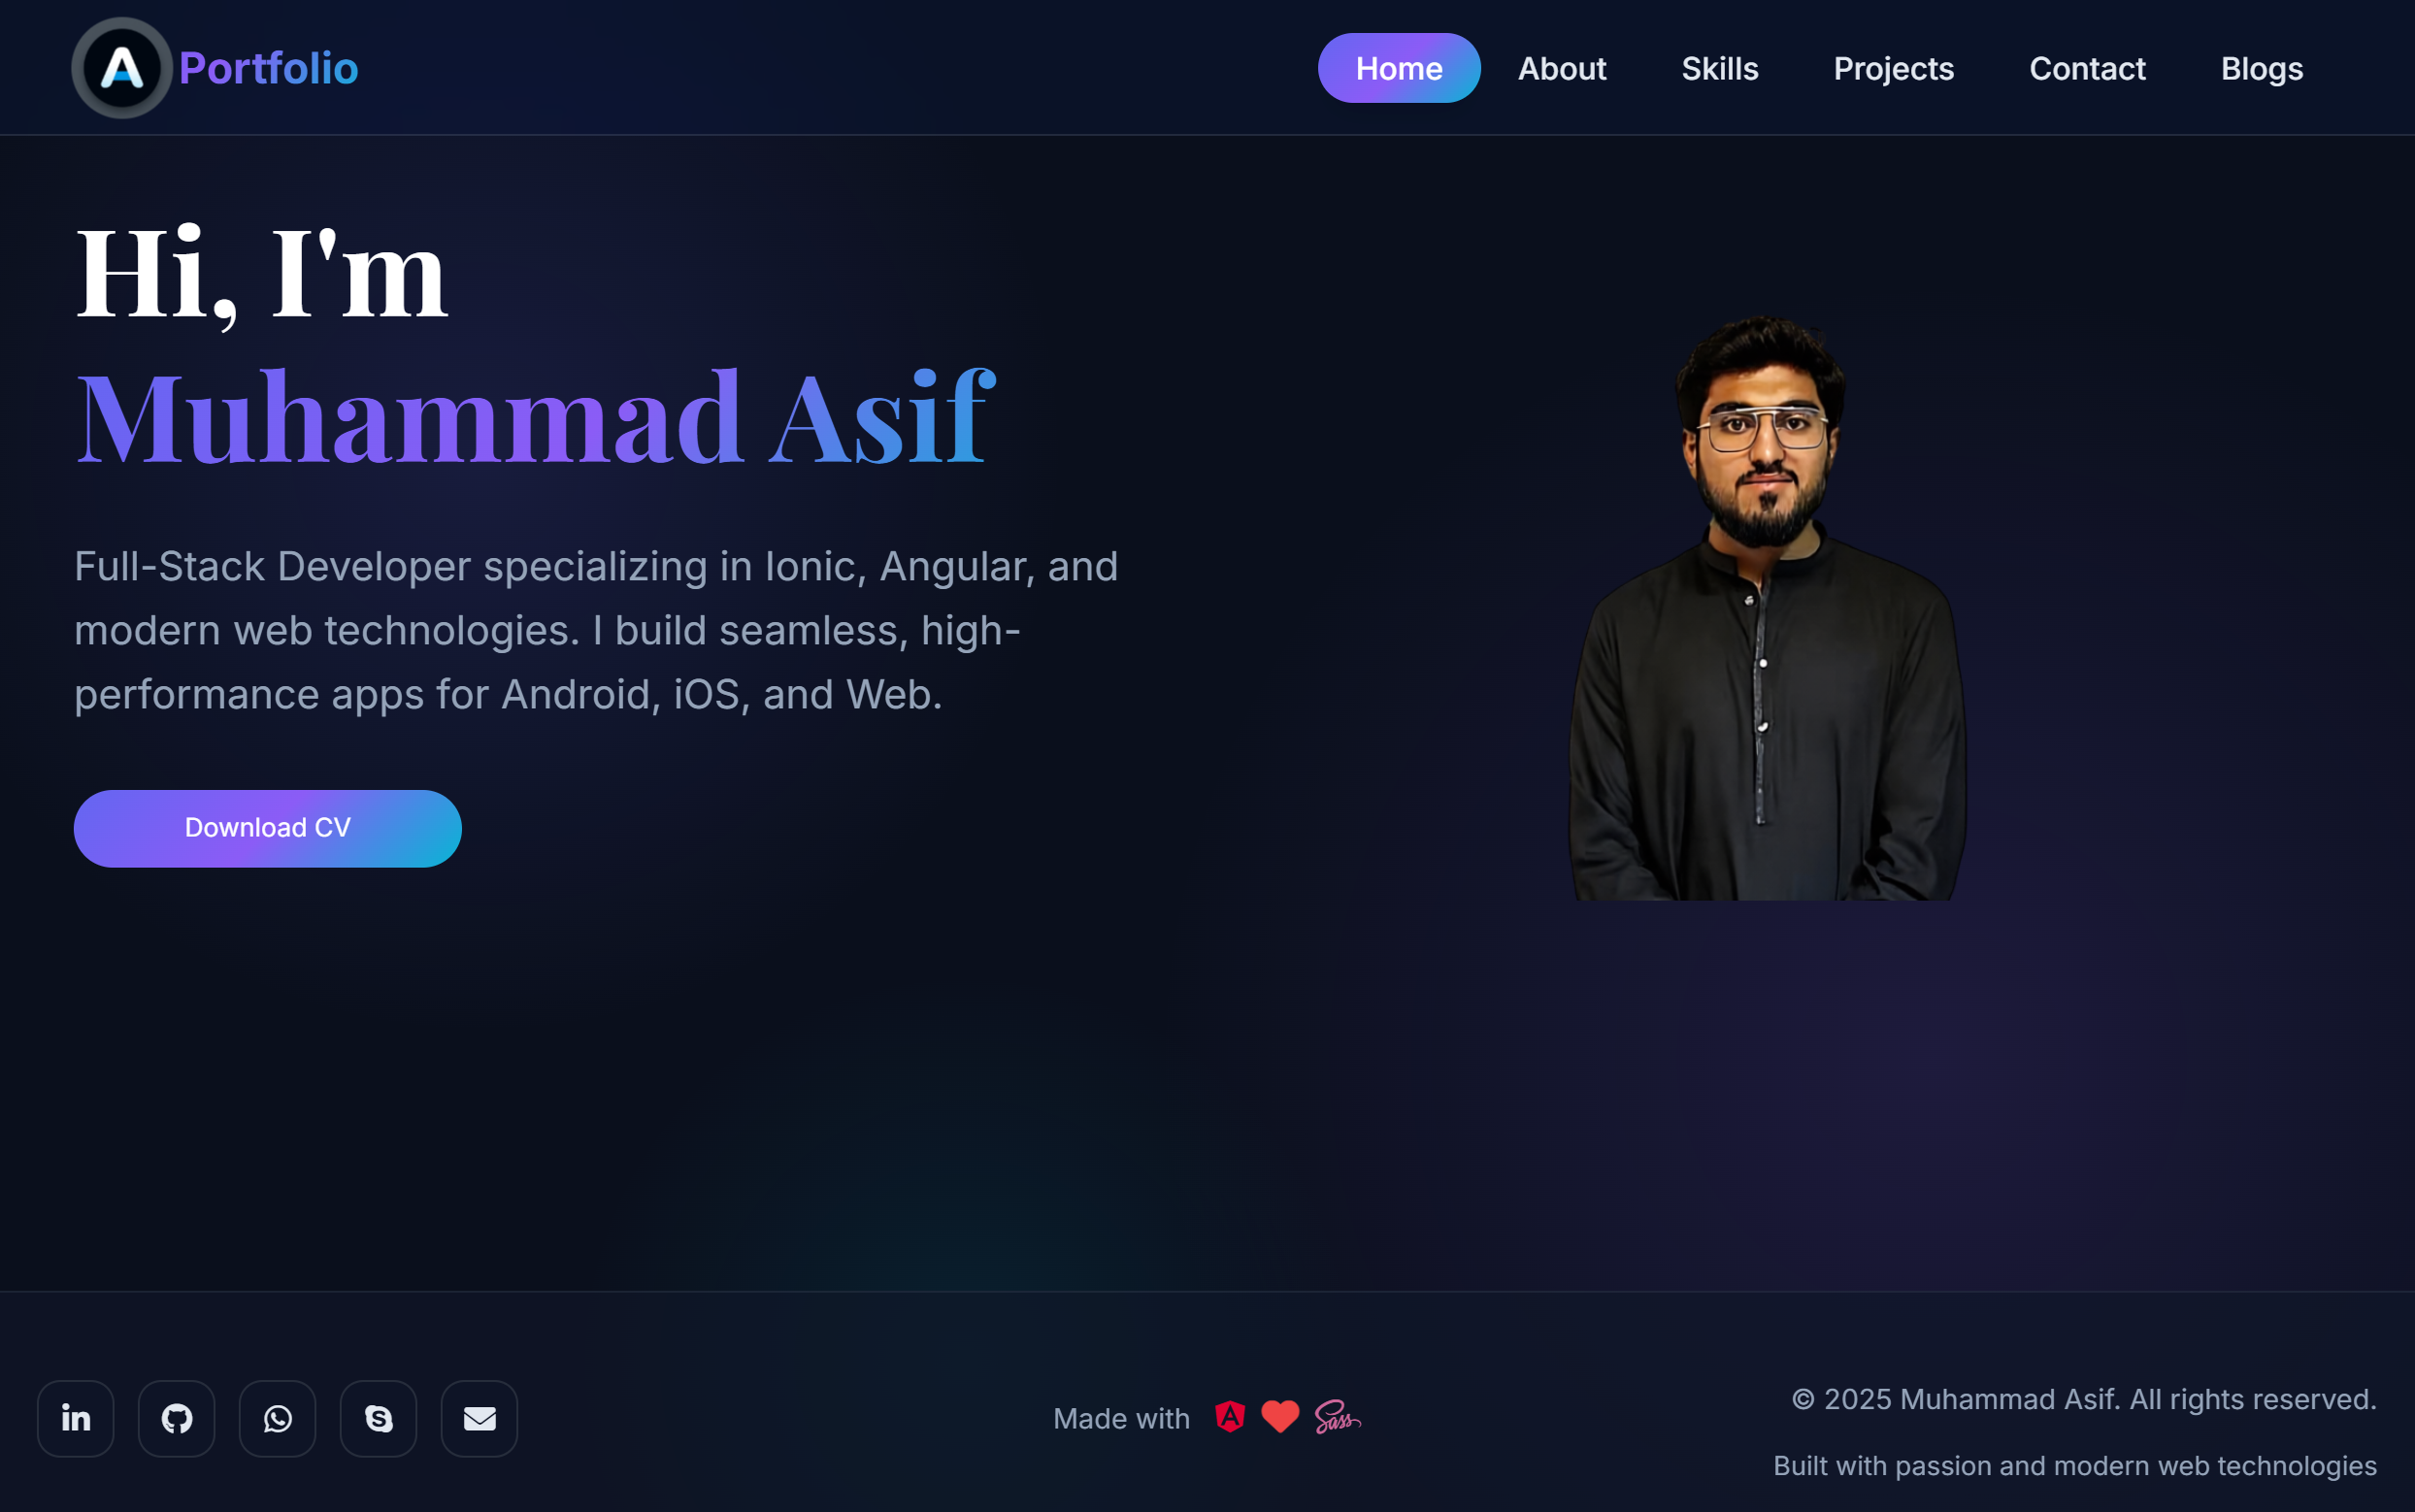 A Portfolio
Home About Skills Projects Contact Blogs
Hi, I'm
Muhammad Asif
Full-Stack Developer specializing in Ionic, Angular, and
modern web technologies. I build seamless, high-
performance apps for Android, iOS, and Web.
Download CV
in
S
Made with A Sass
© 2025 Muhammad Asif. All rights reserved.
Built with passion and modern web technologies